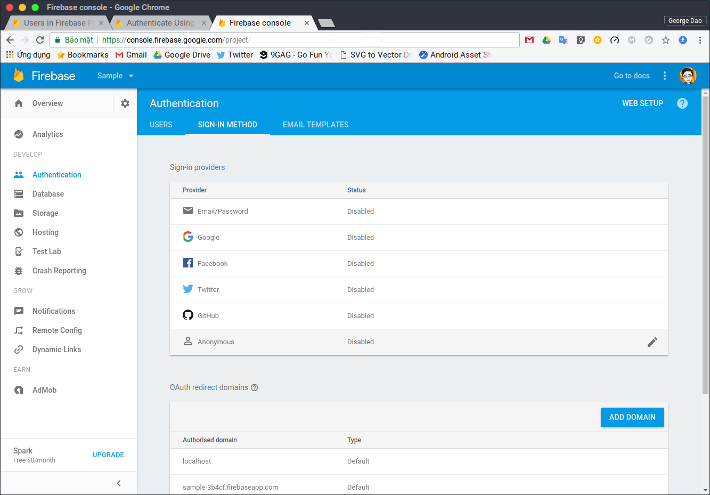 Firebase console - Google Chrome
George Dao
Users in Firebase P
Authenticate Using
Firebase console
Bảo mật
https://console.firebase.google.com/project/
Ứng dụng
Bookmarks
Gmail
Google Drive
Twitter
9GAG - Go Fun Yo
SVG to Vector Dr
Android Asset St
Firebase
Sample
Go to docs
Overview
Authentication
WEB SETUP
USERS
SIGN-IN METHOD
EMAIL TEMPLATES
Analytics
DEVELOP
Authentication
Database
Storage
Hosting
Test Lab
Crash Reporting
GROW
Notifications
Remote Config
Dynamic Links
EARN
AdMob
Spark
Free $0/month
UPGRADE
Sign-in providers
Provider Status
Email/Password Disabled
Google Disabled
Facebook Disabled
Twitter Disabled
GitHub Disabled
Anonymous Disabled
OAuth redirect domains
ADD DOMAIN
Authorised domain Type
localhost Default
sample-3b4cf.firebaseapp.com Default